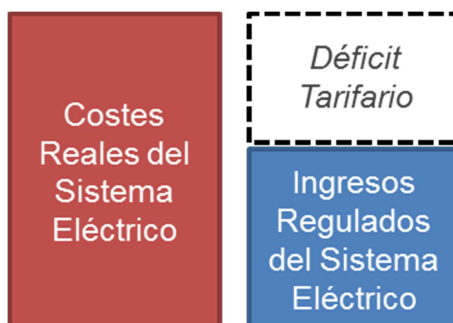 Costes
Reales del
Sistema
Eléctrico
Déficit
Tarifario
Ingresos
Regulados
del Sistema
Eléctrico